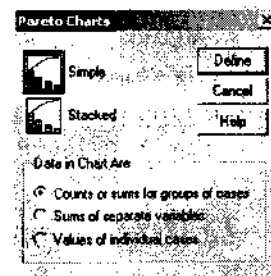 Pareto Charts
Simple
Define
Cancel
Stacked
Help
Data in Chart Are
Counts or sums for groups of cases
Sums of separate variables
Values of individual cases